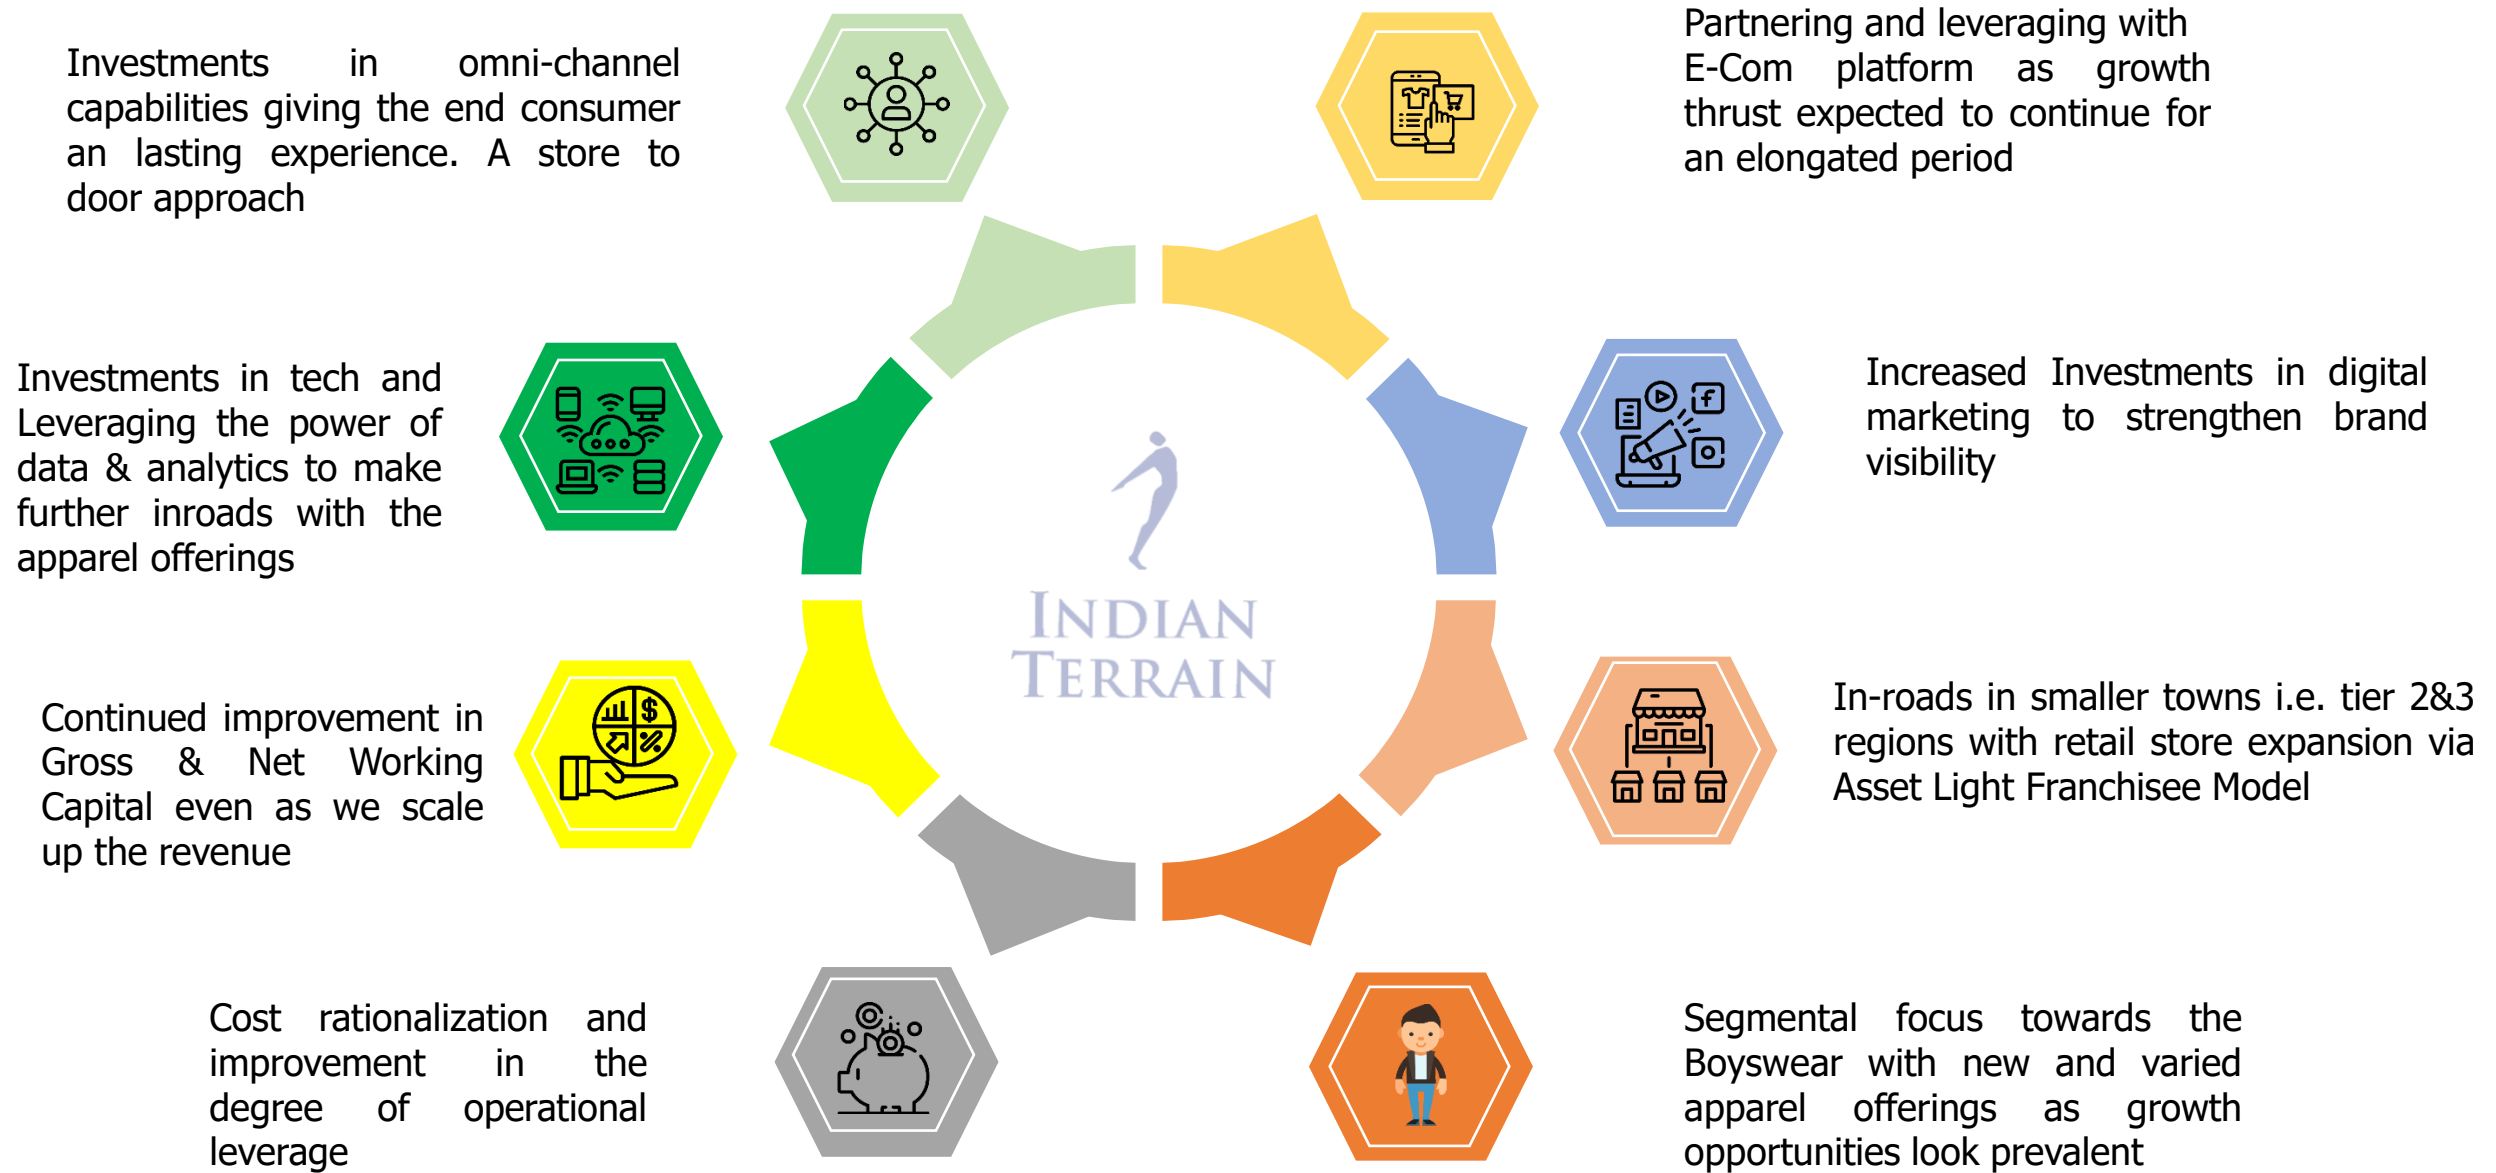 Investments in omni-channel
capabilities giving the end consumer
an lasting experience. A store to
door approach
Partnering and leveraging with
E-Com platform as growth
thrust expected to continue for
an elongated period
Investments in tech and
Leveraging the power of
data & analytics to make
further inroads with the
apparel offerings
Increased Investments in digital
marketing to strengthen brand
visibility
INDIAN
TERRAIN
Continued improvement in
Gross & Net Working
Capital even as we scale
up the revenue
In-roads in smaller towns i.e. tier 2&3
regions with retail store expansion via
Asset Light Franchisee Model
Cost rationalization and
improvement in the
degree of operational
leverage
Segmental focus towards the
Boyswear with new and varied
apparel offerings as growth
opportunities look prevalent